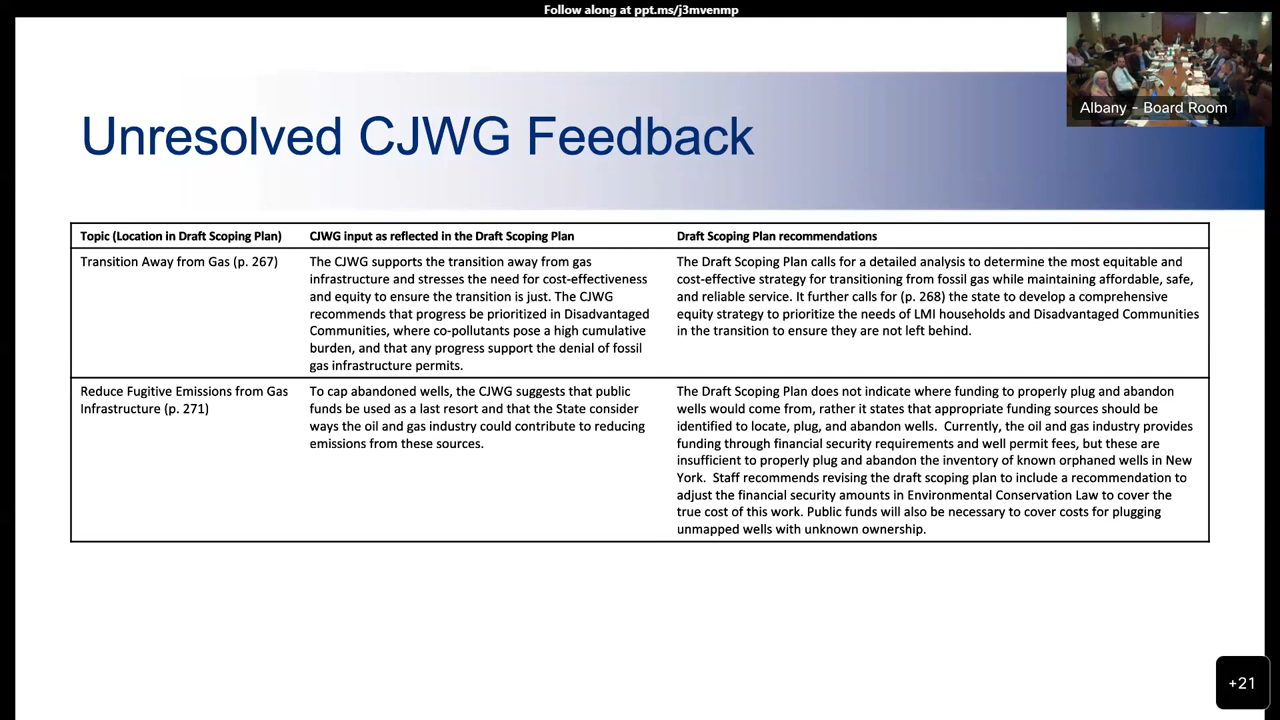 Follow along at ppt.ms/j3mvenmp
Albany - Board Room
Unresolved CJWG Feedback
Topic (Location in Draft Scoping Plan)
CJWG input as reflected in the Draft Scoping Plan
Draft Scoping Plan recommendations
Transition Away from Gas (p. 267)
The CJWG supports the transition away from gas
infrastructure and stresses the need for cost-effectiveness
and equity to ensure the transition is just. The CJWG
recommends that progress be prioritized in Disadvantaged
Communities, where co-pollutants pose a high cumulative
burden, and that any progress support the denial of fossil
gas infrastructure permits.
The Draft Scoping Plan calls for a detailed analysis to determine the most equitable and
cost-effective strategy for transitioning from fossil gas while maintaining affordable, safe,
and reliable service. It further calls for (p. 268) the state to develop a comprehensive
equity strategy to prioritize the needs of LMI households and Disadvantaged Communities
in the transition to ensure they are not left behind.
Reduce Fugitive Emissions from Gas
Infrastructure (p. 271)
To cap abandoned wells, the CJWG suggests that public
funds be used as a last resort and that the State consider
ways the oil and gas industry could contribute to reducing
emissions from these sources.
The Draft Scoping Plan does not indicate where funding to properly plug and abandon
wells would come from, rather it states that appropriate funding sources should be
identified to locate, plug, and abandon wells.  Currently, the oil and gas industry provides
funding through financial security requirements and well permit fees, but these are
insufficient to properly plug and abandon the inventory of known orphaned wells in New
York.  Staff recommends revising the draft scoping plan to include a recommendation to
adjust the financial security amounts in Environmental Conservation Law to cover the
true cost of this work. Public funds will also be necessary to cover costs for plugging
unmapped wells with unknown ownership.
+21